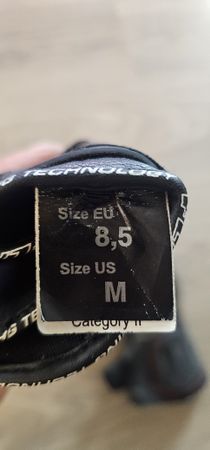 TECHNOLOGY
Size EU
8,5
Size US
M
Category II